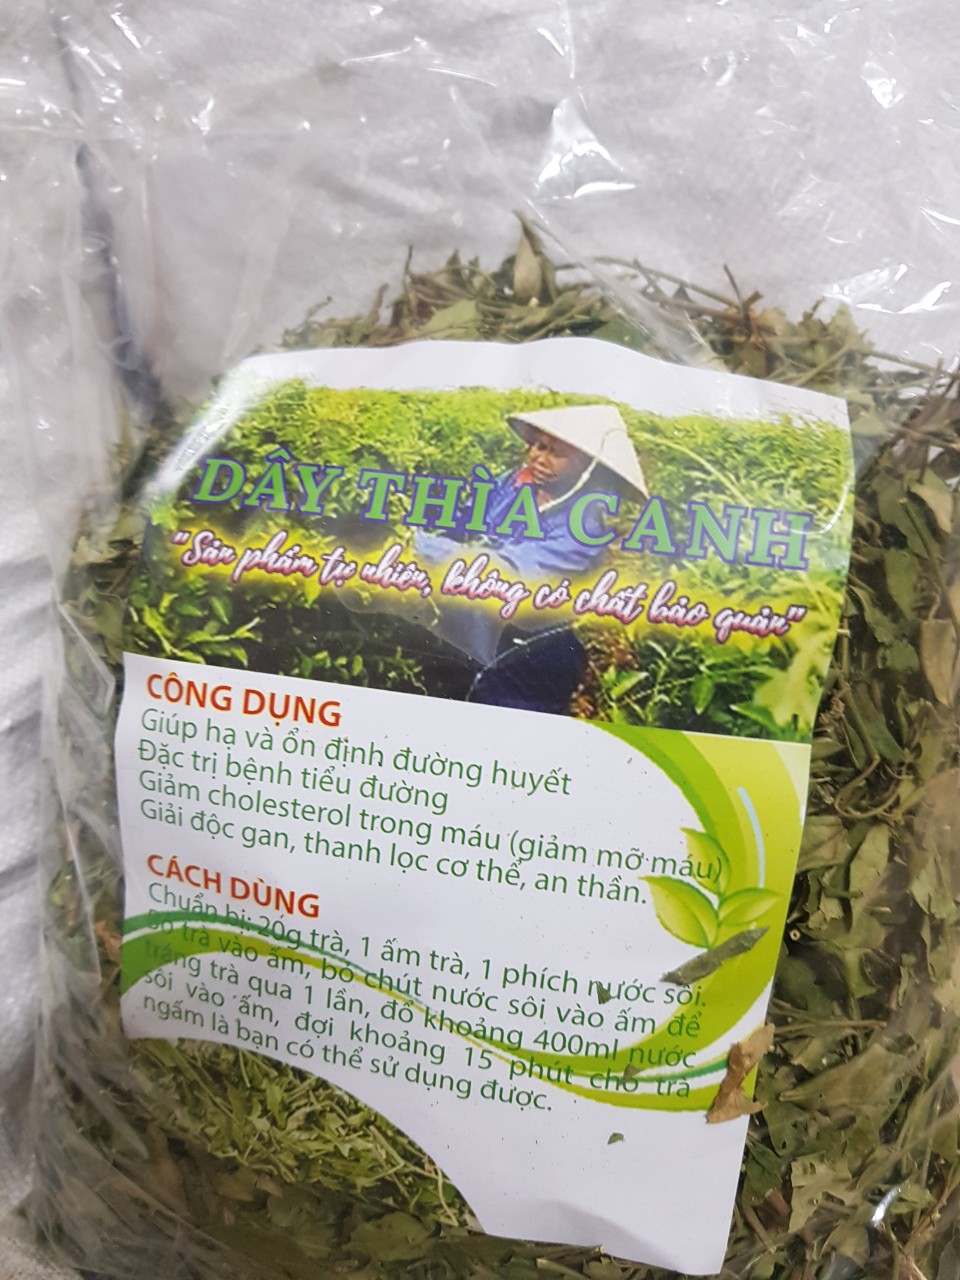 DÂY THÌA CANH
"Sản phẩm tự nhiên, không có chất bảo quản"
CÔNG DỤNG
Giúp hạ và ổn định đường huyết
Đặc trị bệnh tiểu đường
Giảm cholesterol trong máu (giảm mỡ máu)
Giải độc gan, thanh lọc cơ thể, an thần.
CÁCH DÙNG
Chuẩn bị: 20g trà, 1 ấm trà, 1 phích nước sôi.
Bỏ trà vào ấm, bỏ chút nước sôi vào ấm để
tráng trà qua 1 lần, đổ khoảng 400ml nước
sôi vào ấm, đợi khoảng 15 phút cho trà
ngấm là bạn có thể sử dụng được.